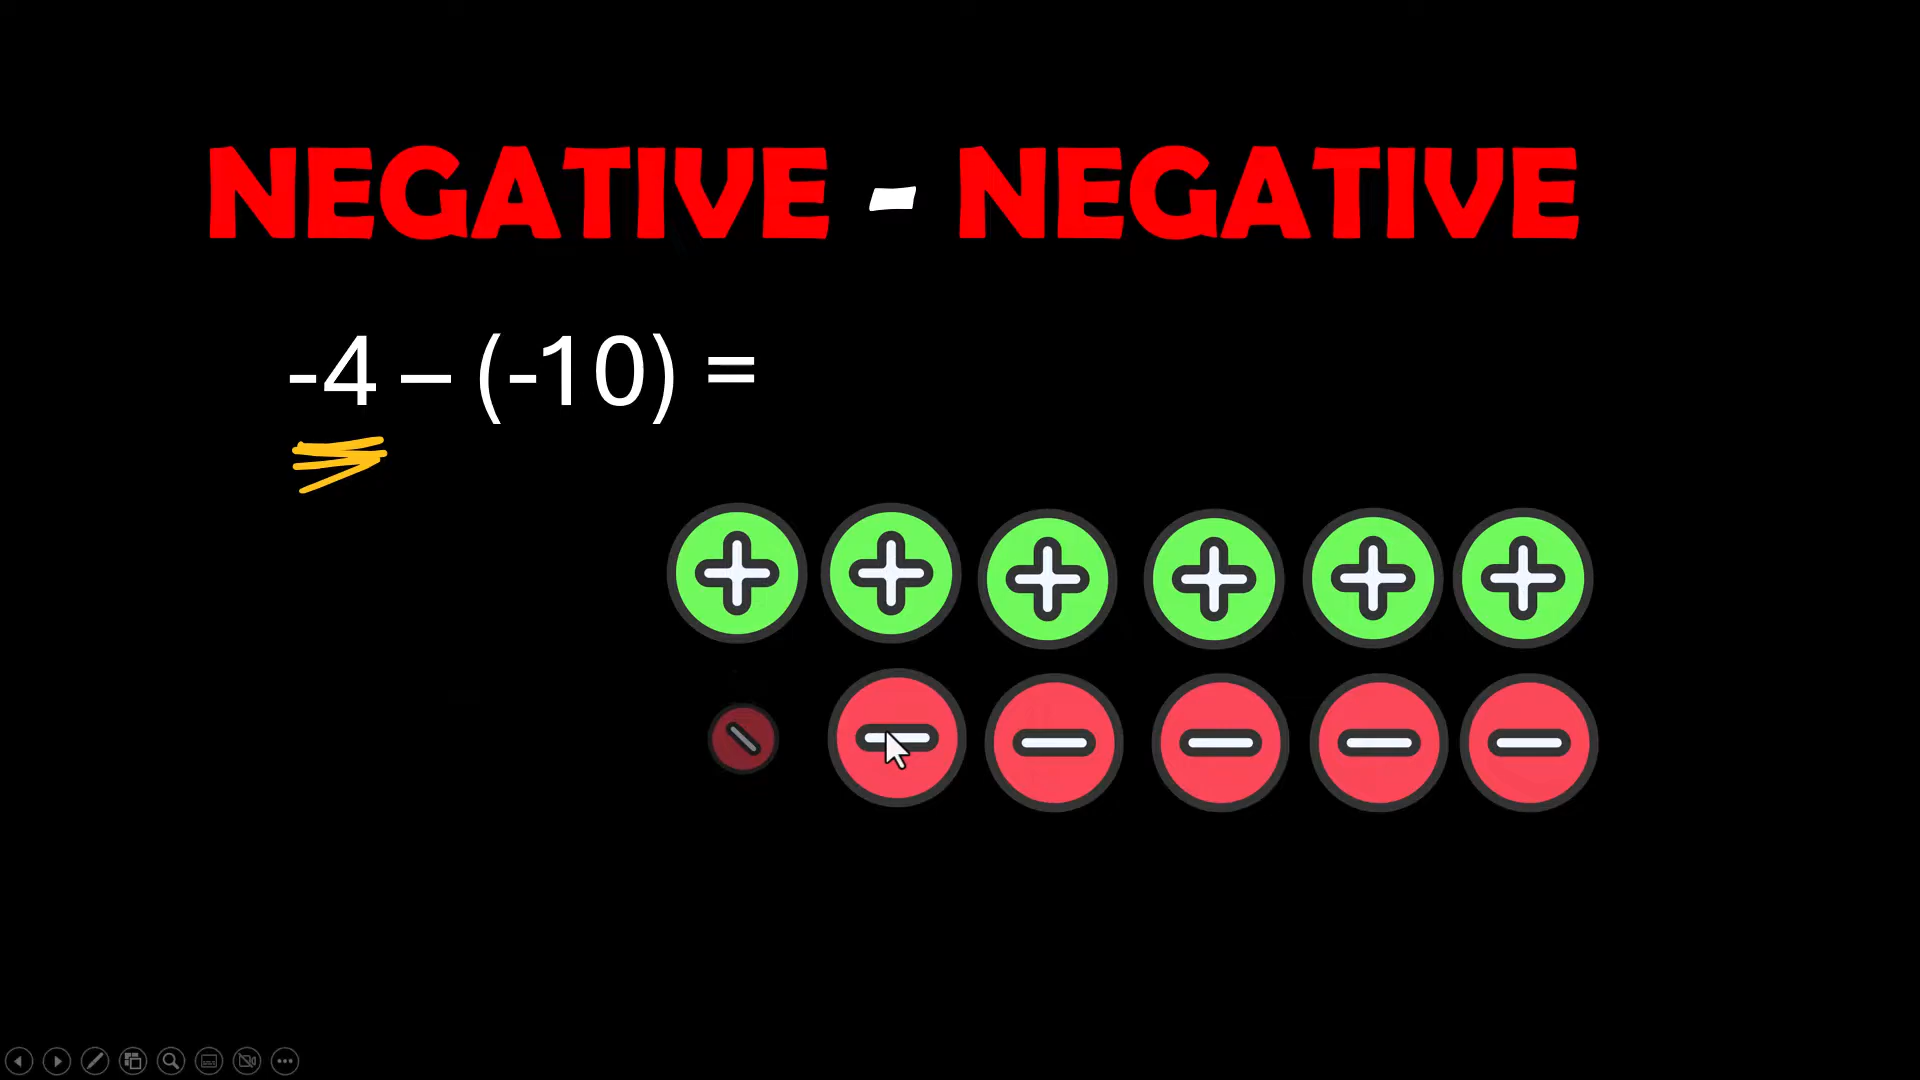 NEGATIVE - NEGATIVE
-4 – (-10) =